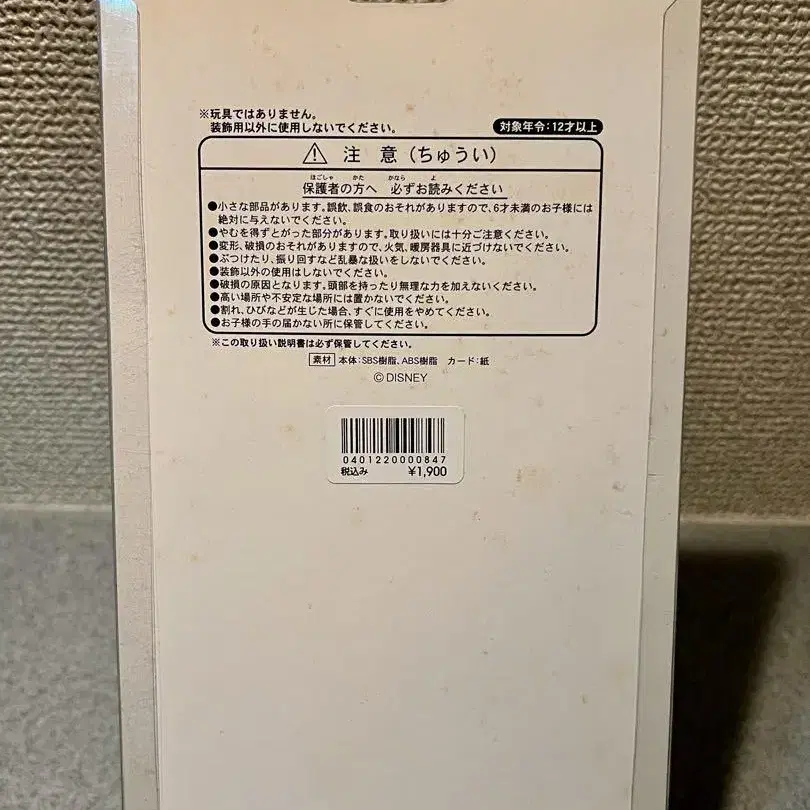 ※玩具ではありません。
装飾用以外に使用しないでください。
対象年令:12才以上
⚠ 注 意(ちゅうい)
ほごしゃ かた かなら よ
保護者の方へ 必ずお読みください
●小さな部品があります。誤飲、誤食のおそれがありますので、6才未満のお子様には
絶対に与えないでください。
●やむを得ずとがった部分があります。取り扱いには十分ご注意ください。
●変形、破損のおそれがありますので、火気、暖房器具に近づけないでください。
●ぶつけたり、振り回すなど乱暴な扱いをしないでください。
●装飾以外の使用はしないでください。
●破損の原因となります。頭部を持ったり無理な力を加えないください。
●高い場所や不安定な場所には置かないでください。
●割れ、ひびなどが生じた場合、すぐに使用をやめてください。
●お子様の手の届かない所に保管してください。
※この取り扱い説明書は必ず保管してください。
素材 本体:SBS樹脂、ABS樹脂 カード:紙
© DISNEY
0401220000847
税込み ¥1,900